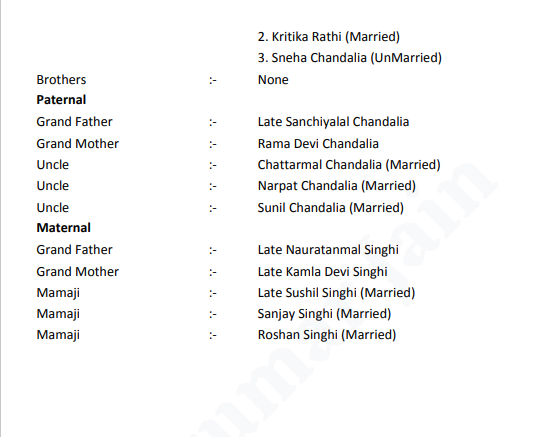 2. Kritika Rathi (Married)
3. Sneha Chandalia (UnMarried)
Brothers :- None
Paternal
Grand Father :- Late Sanchiyalal Chandalia
Grand Mother :- Rama Devi Chandalia
Uncle :- Chattarmal Chandalia (Married)
Uncle :- Narpat Chandalia (Married)
Uncle :- Sunil Chandalia (Married)
Maternal
Grand Father :- Late Nauratanmal Singhi
Grand Mother :- Late Kamla Devi Singhi
Mamaji :- Late Sushil Singhi (Married)
Mamaji :- Sanjay Singhi (Married)
Mamaji :- Roshan Singhi (Married)